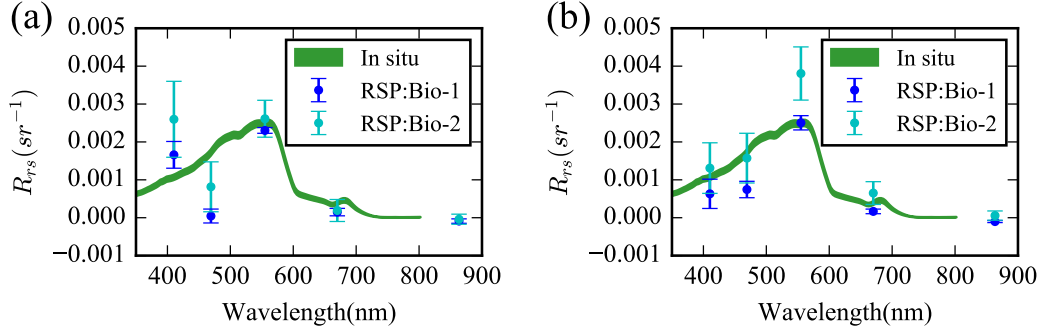 (a)
0.005
0.004
0.003
0.002
0.001
0.000
−0.001
R_rs(sr^−1)
In situ
RSP:Bio-1
RSP:Bio-2
400 500 600 700 800 900
Wavelength(nm)
(b)
0.005
0.004
0.003
0.002
0.001
0.000
−0.001
R_rs(sr^−1)
In situ
RSP:Bio-1
RSP:Bio-2
400 500 600 700 800 900
Wavelength(nm)